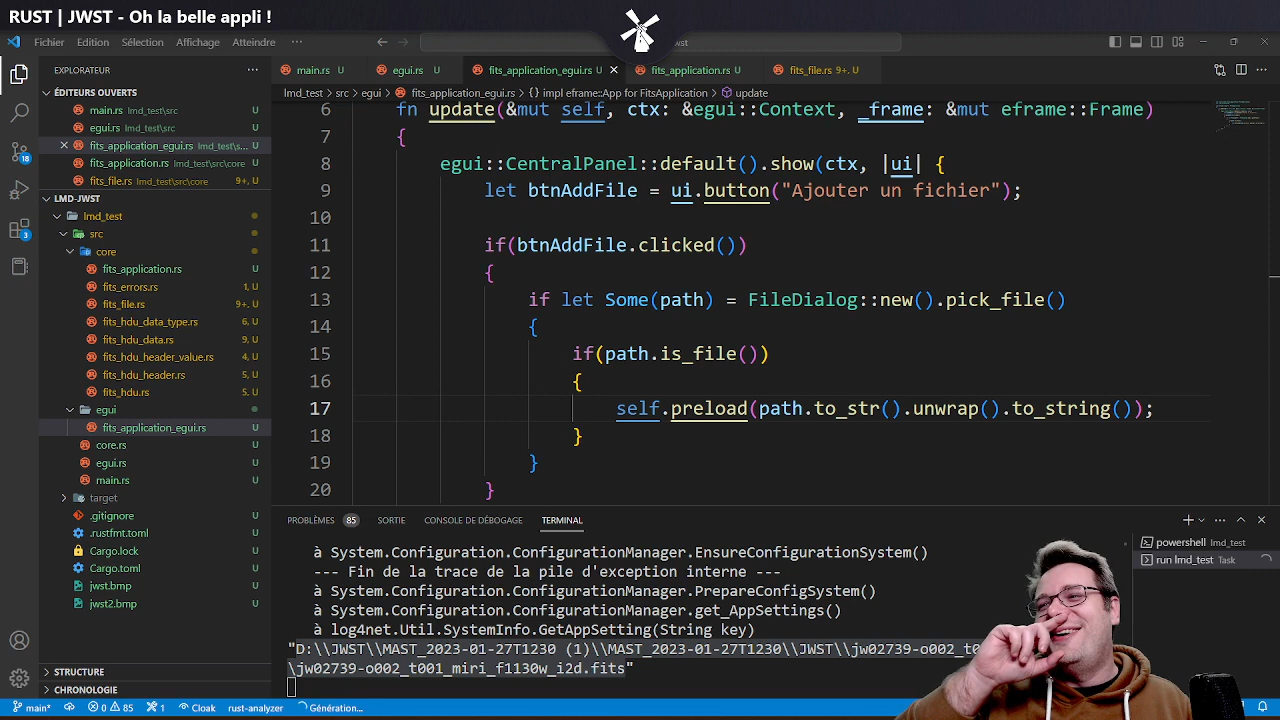 RUST | JWST - Oh la belle appli !
Fichier Edition Sélection Affichage Atteindre ···
EXPLORATEUR
ÉDITEURS OUVERTS
main.rs lmd_test\src U
egui.rs lmd_test\src U
fits_application_egui.rs lmd_test\s... U
fits_application.rs lmd_test\src\core U
fits_file.rs lmd_test\src\core 9+, U
LMD-JWST
lmd_test
src
core
fits_application.rs U
fits_errors.rs 1, U
fits_file.rs 9+, U
fits_hdu_data_type.rs 6, U
fits_hdu_data.rs 9, U
fits_hdu_header_value.rs 4, U
fits_hdu_header.rs 5, U
fits_hdu.rs 5, U
egui
fits_application_egui.rs U
core.rs U
egui.rs U
main.rs U
target
.gitignore U
.rustfmt.toml U
Cargo.lock U
Cargo.toml U
jwst.bmp U
jwst2.bmp U
STRUCTURE
CHRONOLOGIE
18
3
main.rs U egui.rs U fits_application_egui.rs U fits_application.rs U fits_file.rs 9+, U
lmd_test > src > egui > fits_application_egui.rs > {} impl eframe::App for FitsApplication > update
6 fn update(&mut self, ctx: &egui::Context, _frame: &mut eframe::Frame)
7 {
8 egui::CentralPanel::default().show(ctx, |ui| {
9 let btnAddFile = ui.button("Ajouter un fichier");
10
11 if(btnAddFile.clicked())
12 {
13 if let Some(path) = FileDialog::new().pick_file()
14 {
15 if(path.is_file())
16 {
17 self.preload(path.to_str().unwrap().to_string());
18 }
19 }
20 }
PROBLÈMES 85 SORTIE CONSOLE DE DÉBOGAGE TERMINAL
à System.Configuration.ConfigurationManager.EnsureConfigurationSystem()
--- Fin de la trace de la pile d'exception interne ---
à System.Configuration.ConfigurationManager.PrepareConfigSystem()
à System.Configuration.ConfigurationManager.get_AppSettings()
à log4net.Util.SystemInfo.GetAppSetting(String key)
"D:\\JWST\\MAST_2023-01-27T1230 (1)\\MAST_2023-01-27T1230\\JWST\\jw02739-o002_t0
\jw02739-o002_t001_miri_f1130w_i2d.fits"
powershell lmd_test
run lmd_test Task
main* 0 85 1 Cloak rust-analyzer Génération...